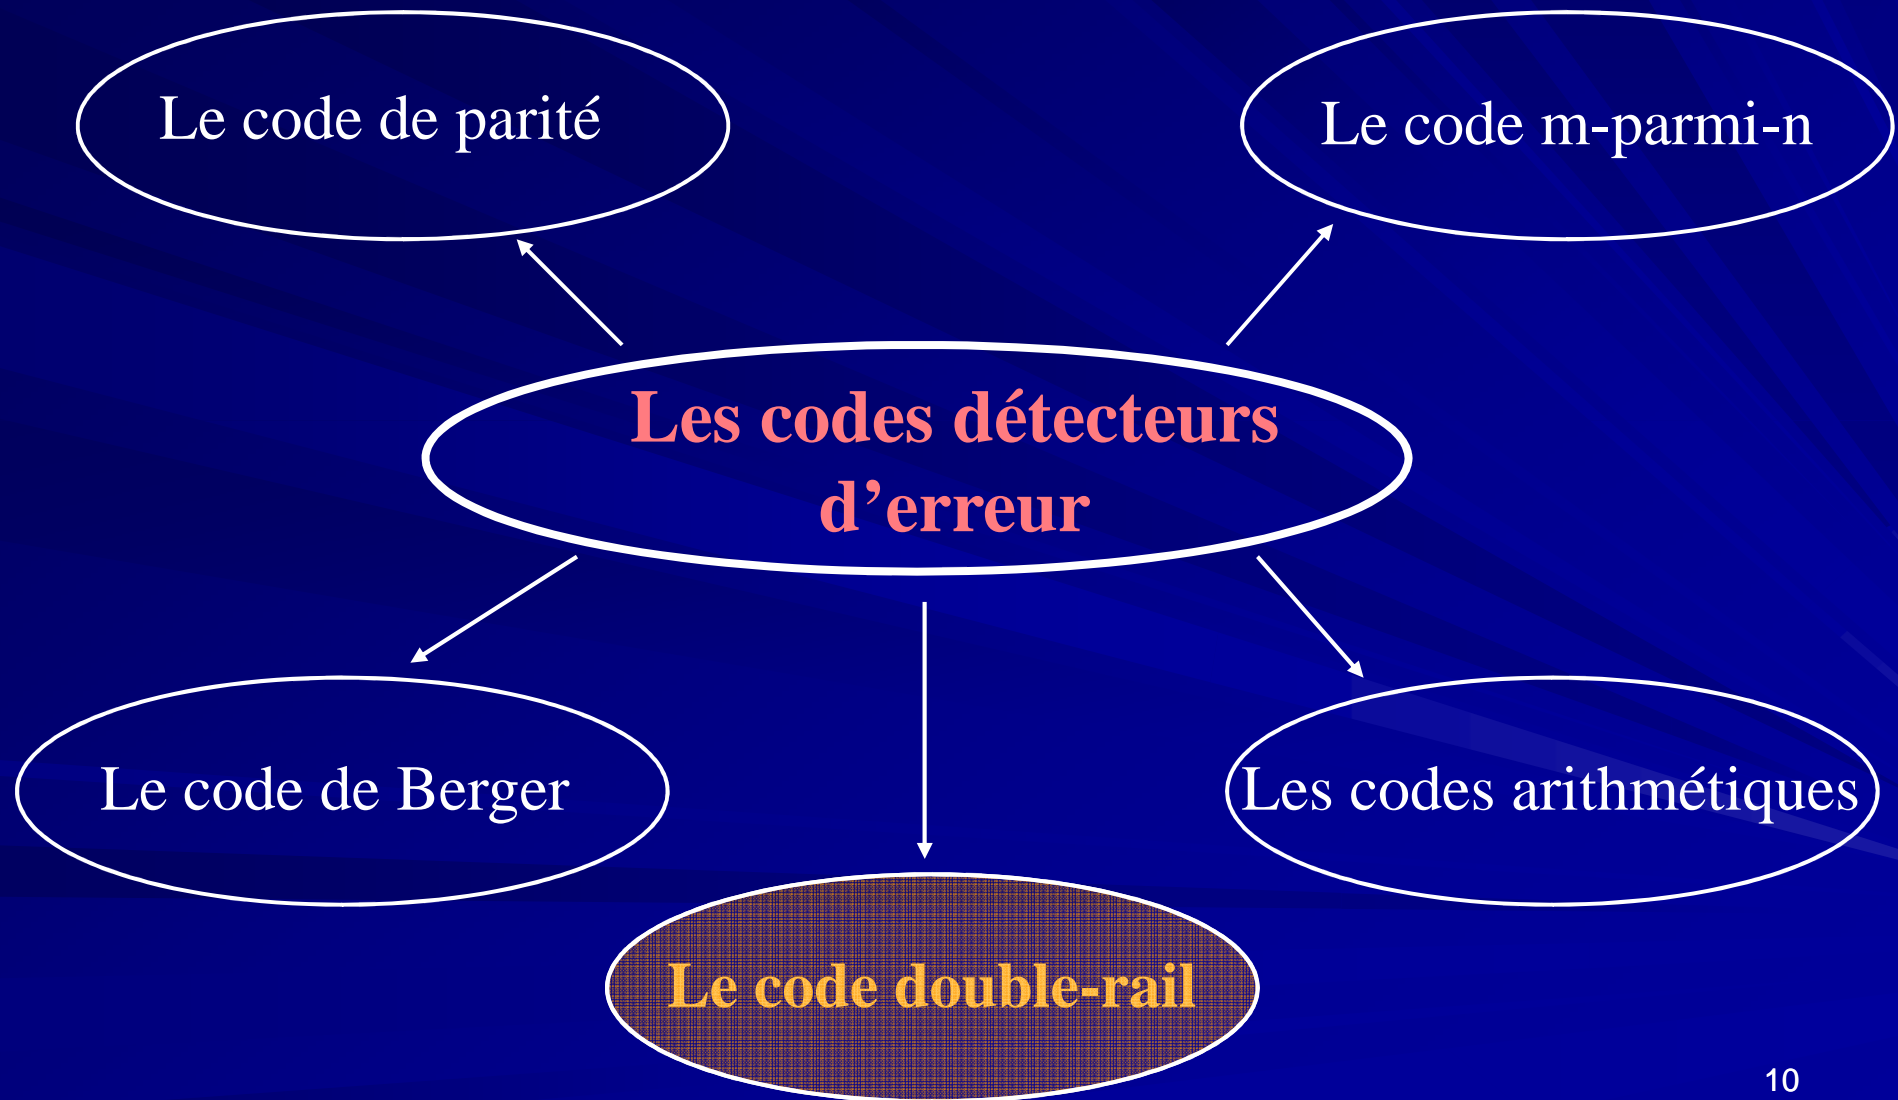 Le code de parité
Le code m-parmi-n
Les codes détecteurs
d’erreur
Le code de Berger
Les codes arithmétiques
Le code double-rail
10